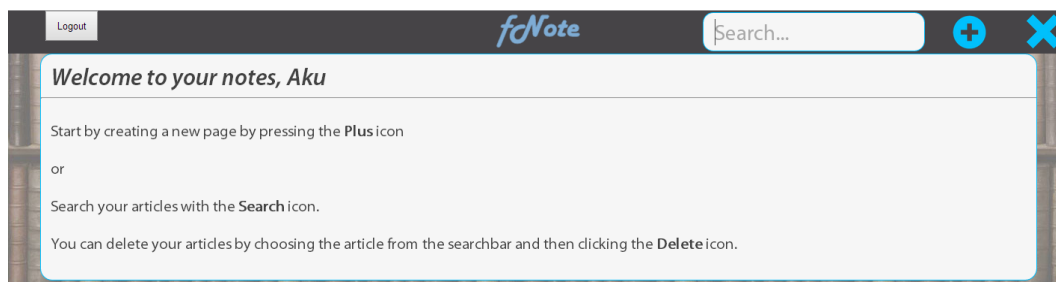 Logout
fcNote
Search...
Welcome to your notes, Aku
Start by creating a new page by pressing the Plus icon
or
Search your articles with the Search icon.
You can delete your articles by choosing the article from the searchbar and then clicking the Delete icon.